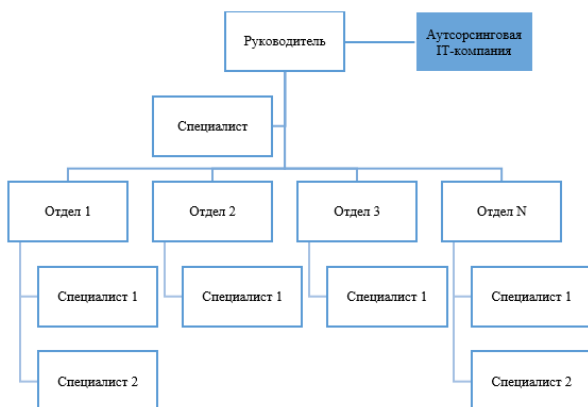 Руководитель
Аутсорсинговая
IT-компания
Специалист
Отдел 1
Отдел 2
Отдел 3
Отдел N
Специалист 1
Специалист 1
Специалист 1
Специалист 1
Специалист 2
Специалист 2